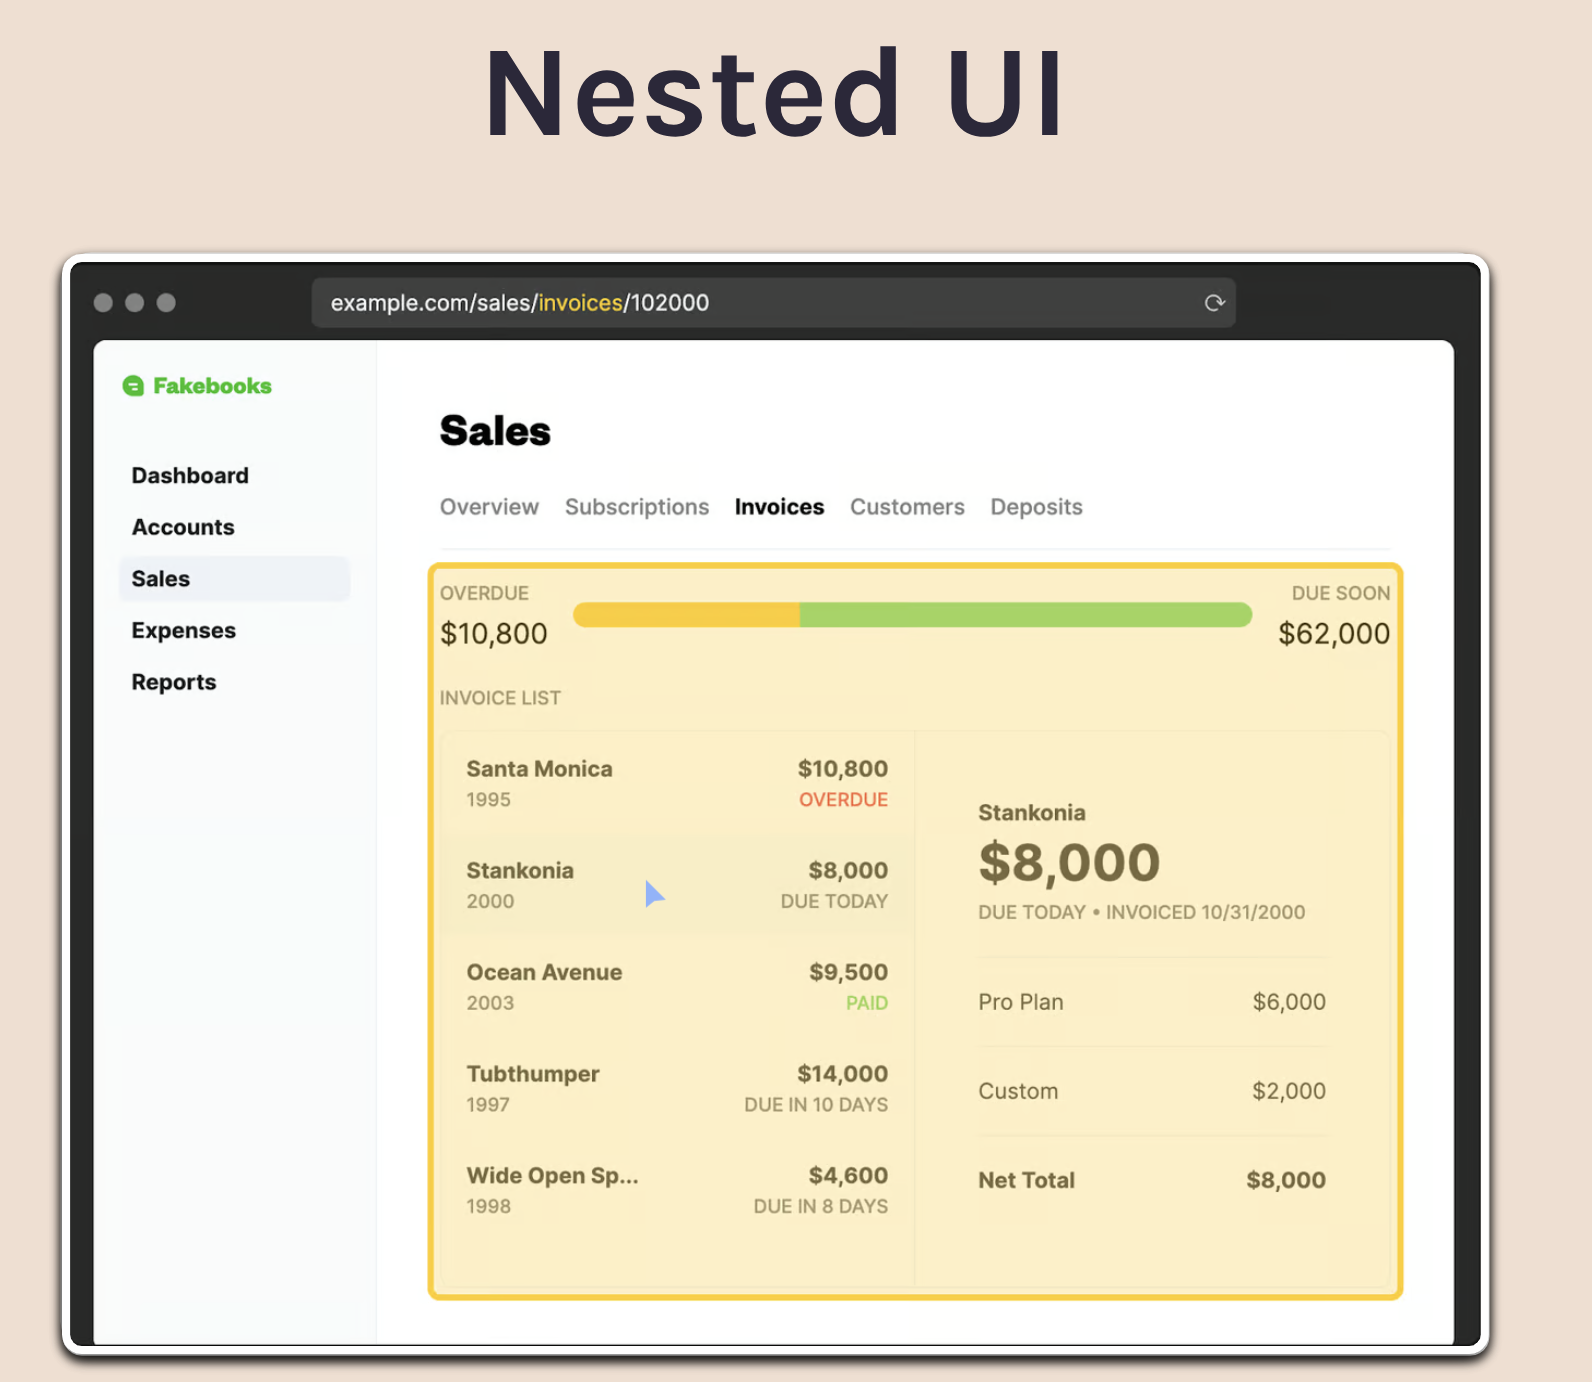 Nested UI
example.com/sales/invoices/102000
Fakebooks
Dashboard
Accounts
Sales
Expenses
Reports
Sales
Overview Subscriptions Invoices Customers Deposits
OVERDUE DUE SOON
$10,800 $62,000
INVOICE LIST
Santa Monica $10,800
1995 OVERDUE
Stankonia $8,000
2000 DUE TODAY
Ocean Avenue $9,500
2003 PAID
Tubthumper $14,000
1997 DUE IN 10 DAYS
Wide Open Sp... $4,600
1998 DUE IN 8 DAYS
Stankonia
$8,000
DUE TODAY • INVOICED 10/31/2000
Pro Plan $6,000
Custom $2,000
Net Total $8,000